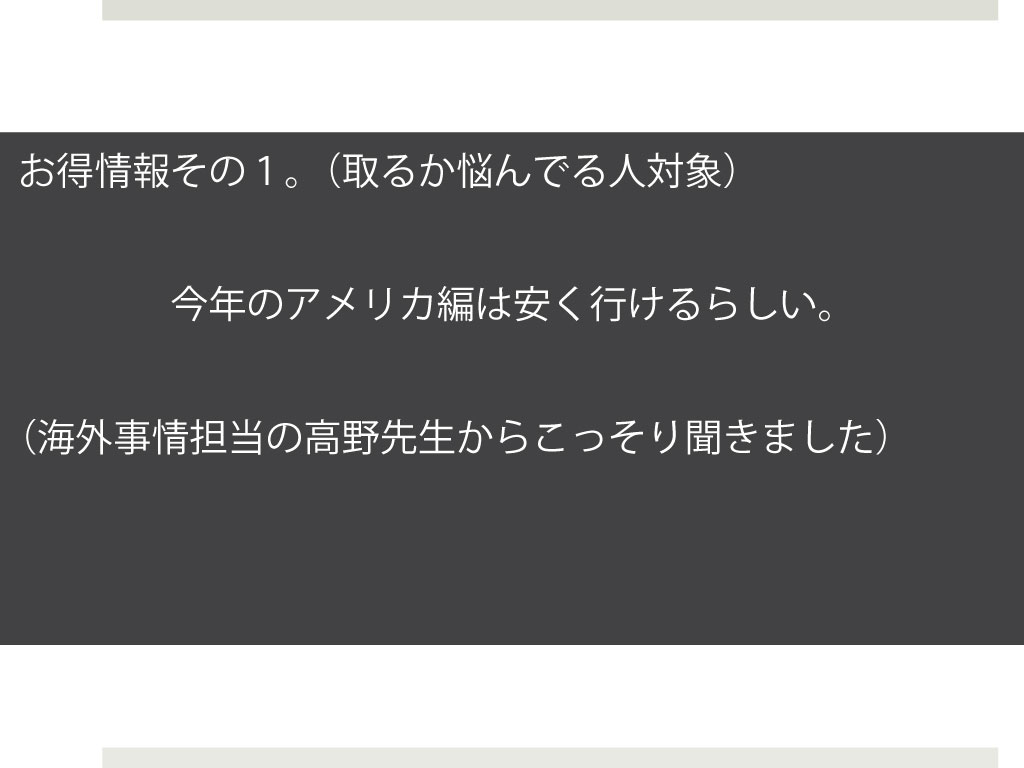 お得情報その１。（取るか悩んでる人対象）
今年のアメリカ編は安く行けるらしい。
（海外事情担当の高野先生からこっそり聞きました）